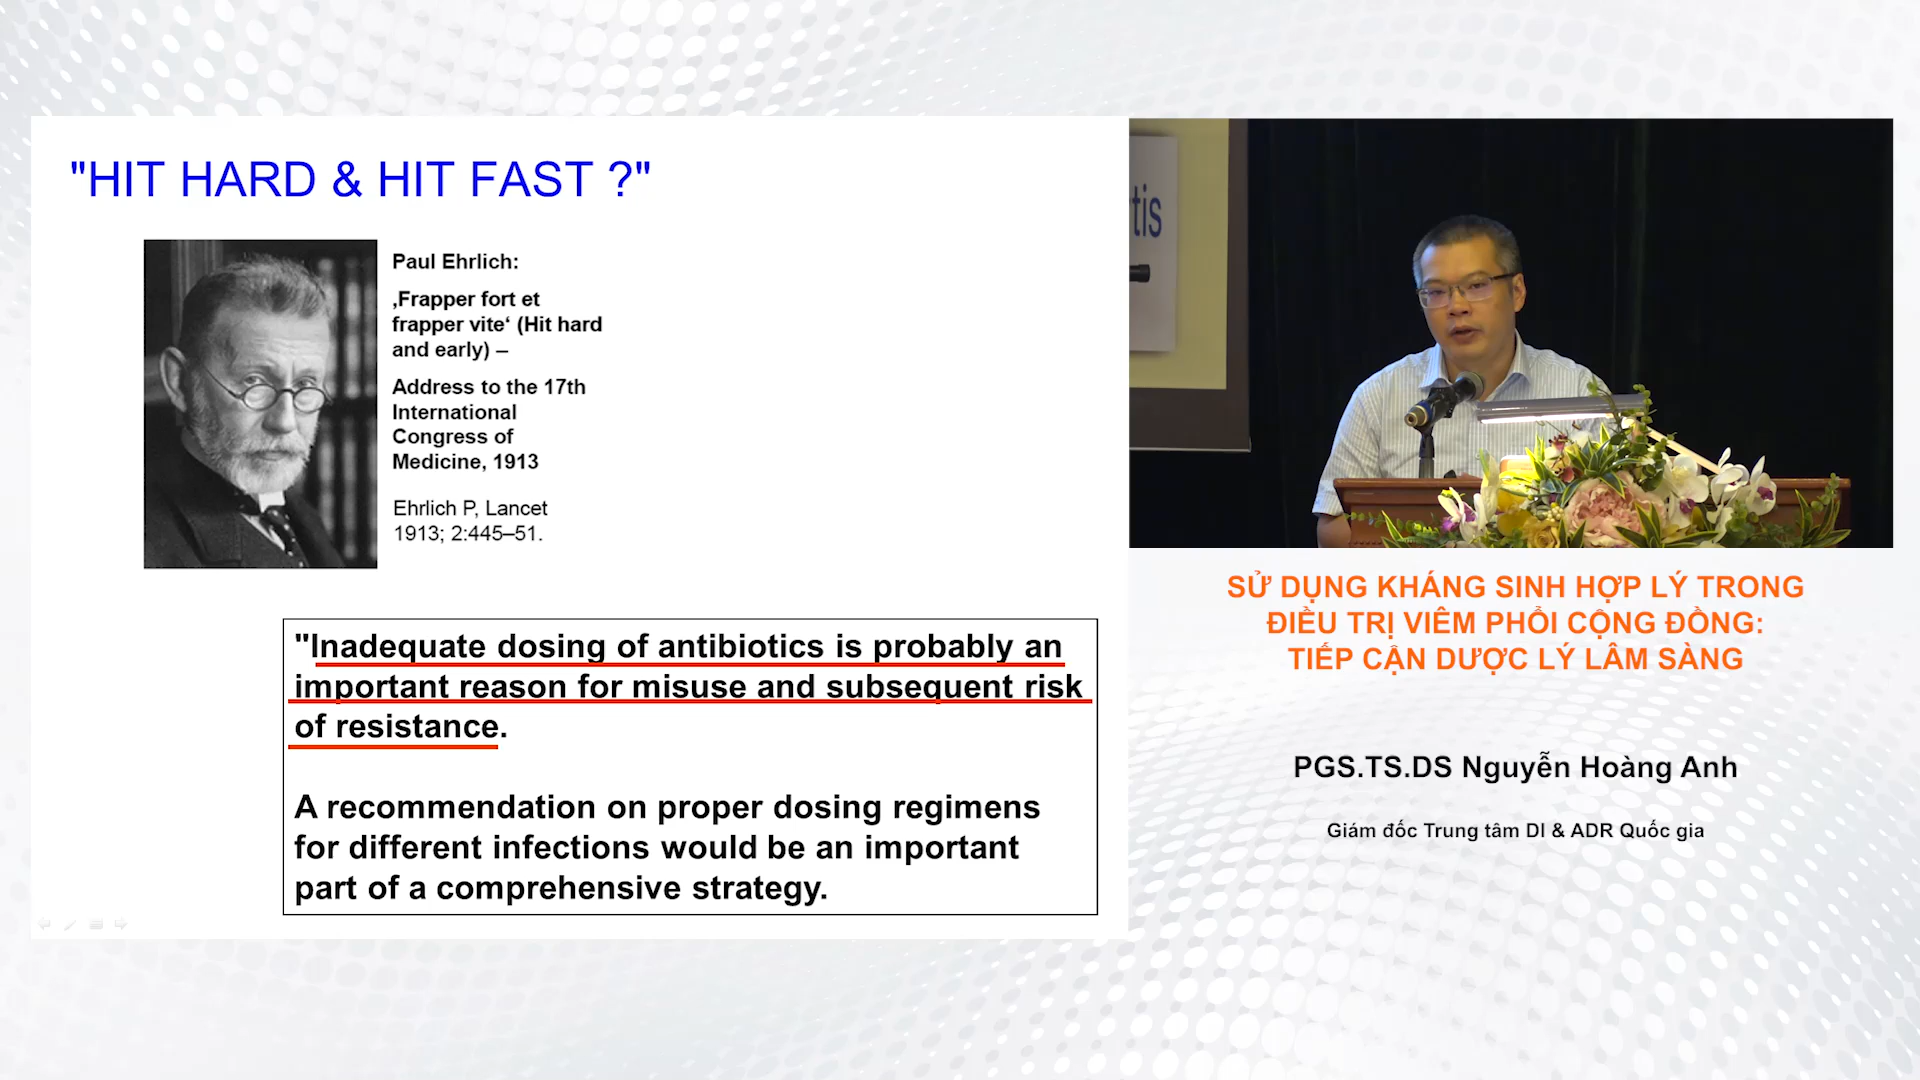 "HIT HARD & HIT FAST ?"
Paul Ehrlich:
‚Frapper fort et
frapper vite‘ (Hit hard
and early) –
Address to the 17th
International
Congress of
Medicine, 1913
Ehrlich P, Lancet
1913; 2:445–51.
"Inadequate dosing of antibiotics is probably an
important reason for misuse and subsequent risk
of resistance.
A recommendation on proper dosing regimens
for different infections would be an important
part of a comprehensive strategy.
SỬ DỤNG KHÁNG SINH HỢP LÝ TRONG
ĐIỀU TRỊ VIÊM PHỔI CỘNG ĐỒNG:
TIẾP CẬN DƯỢC LÝ LÂM SÀNG
PGS.TS.DS Nguyễn Hoàng Anh
Giám đốc Trung tâm DI & ADR Quốc gia